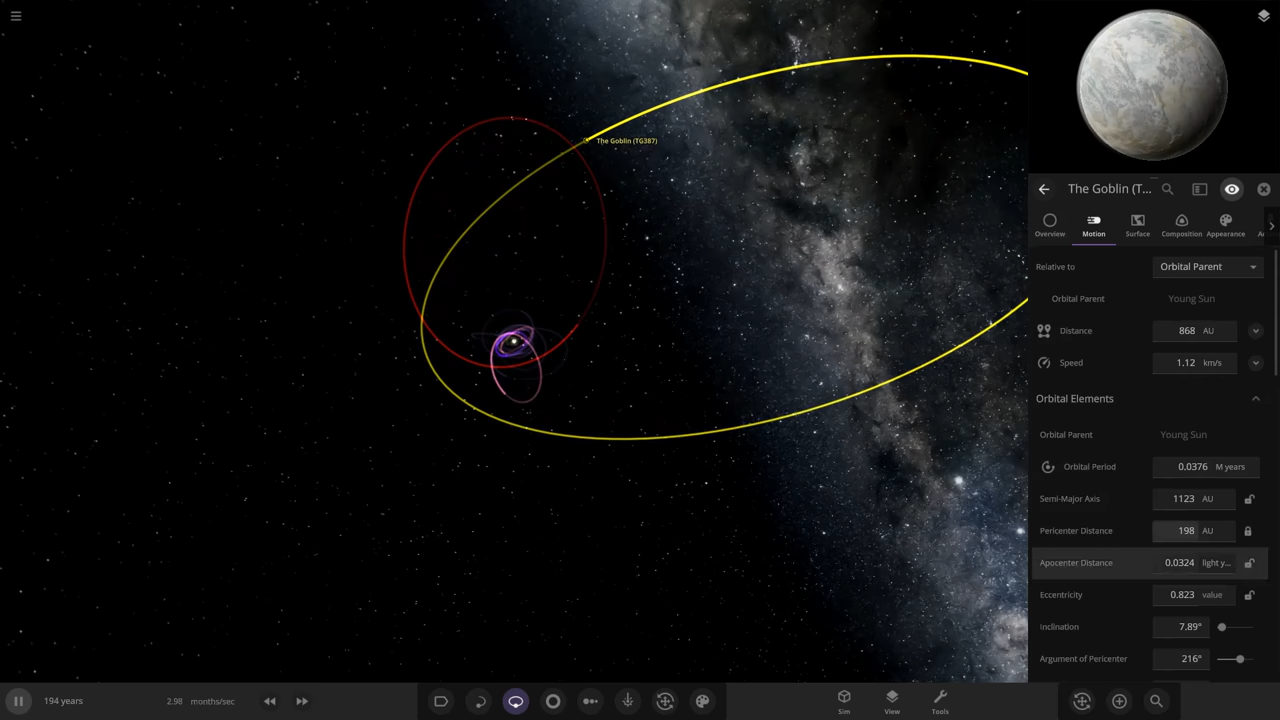 The Goblin (TG387)
The Goblin (T...
Overview
Motion
Surface
Composition
Appearance
Relative to
Orbital Parent
Orbital Parent
Young Sun
Distance
868 AU
Speed
1.12 km/s
Orbital Elements
Orbital Parent
Young Sun
Orbital Period
0.0376 M years
Semi-Major Axis
1123 AU
Pericenter Distance
198 AU
Apocenter Distance
0.0324 light y...
Eccentricity
0.823 value
Inclination
7.89°
Argument of Pericenter
216°
194 years
2.98 months/sec
Sim
View
Tools